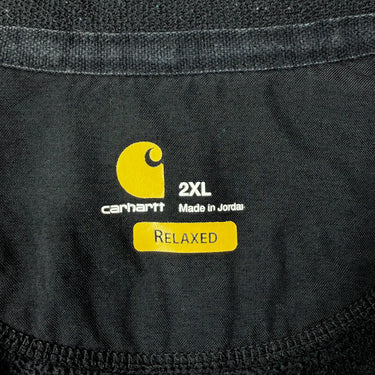 2XL
carhartt
Made in Jordan
RELAXED